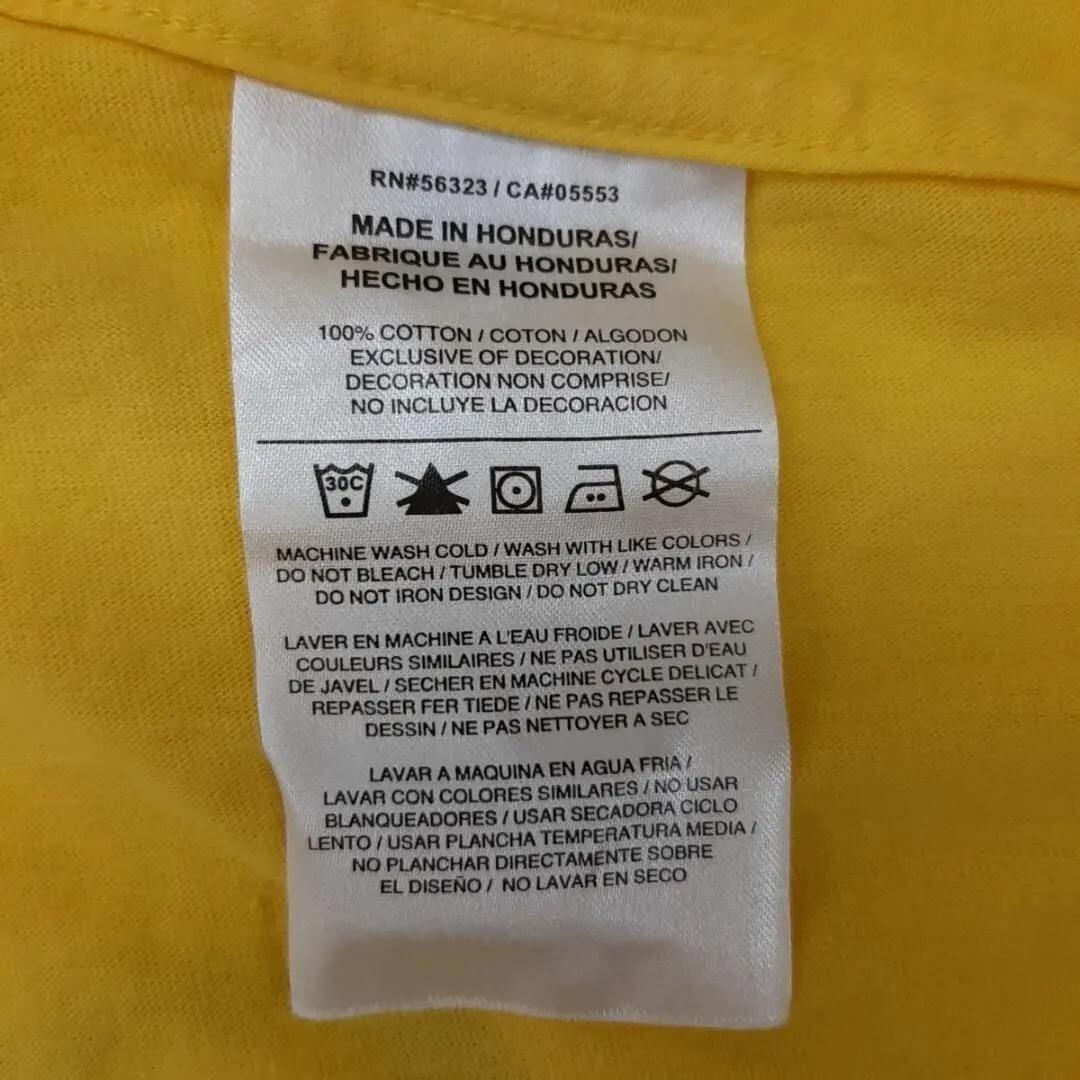 RN#56323 / CA#05553
MADE IN HONDURAS/
FABRIQUE AU HONDURAS/
HECHO EN HONDURAS
100% COTTON / COTON / ALGODON
EXCLUSIVE OF DECORATION/
DECORATION NON COMPRISE/
NO INCLUYE LA DECORACION
30C
MACHINE WASH COLD / WASH WITH LIKE COLORS /
DO NOT BLEACH / TUMBLE DRY LOW / WARM IRON /
DO NOT IRON DESIGN / DO NOT DRY CLEAN
LAVER EN MACHINE A L'EAU FROIDE / LAVER AVEC
COULEURS SIMILAIRES / NE PAS UTILISER D'EAU
DE JAVEL / SECHER EN MACHINE CYCLE DELICAT /
REPASSER FER TIEDE / NE PAS REPASSER LE
DESSIN / NE PAS NETTOYER A SEC
LAVAR A MAQUINA EN AGUA FRIA /
LAVAR CON COLORES SIMILARES / NO USAR
BLANQUEADORES / USAR SECADORA CICLO
LENTO / USAR PLANCHA TEMPERATURA MEDIA /
NO PLANCHAR DIRECTAMENTE SOBRE
EL DISEÑO / NO LAVAR EN SECO